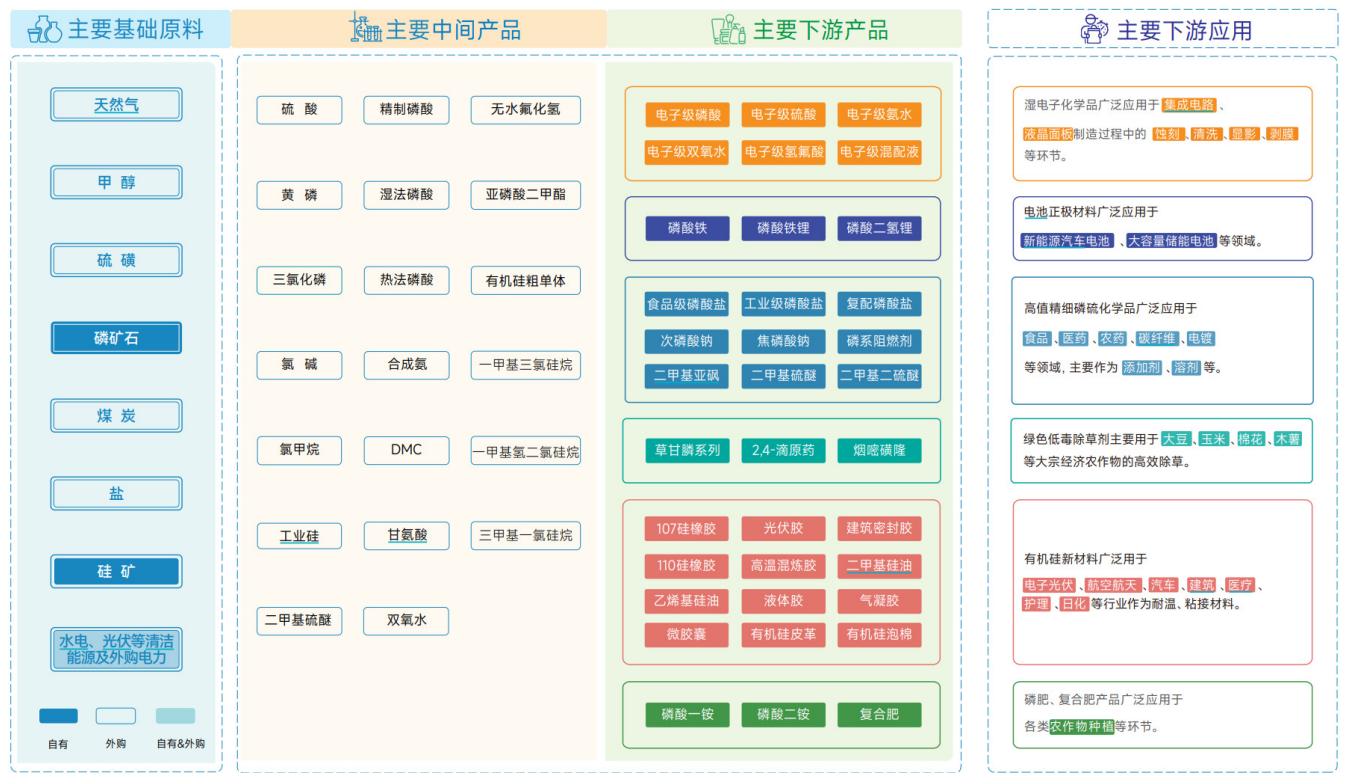 主要基础原料
主要中间产品
主要下游产品
主要下游应用
天然气
甲醇
硫磺
磷矿石
煤炭
盐
硅矿
水电、光伏等清洁
能源及外购电力
自有
外购
自有&外购
硫酸
精制磷酸
无水氟化氢
黄磷
湿法磷酸
亚磷酸二甲酯
三氯化磷
热法磷酸
有机硅粗单体
氯碱
合成氨
一甲基三氯硅烷
氯甲烷
DMC
一甲基氢二氯硅烷
工业硅
甘氨酸
三甲基一氯硅烷
二甲基硫醚
双氧水
电子级磷酸
电子级硫酸
电子级氨水
电子级双氧水
电子级氢氟酸
电子级混配液
磷酸铁
磷酸铁锂
磷酸二氢锂
食品级磷酸盐
工业级磷酸盐
复配磷酸盐
次磷酸钠
焦磷酸钠
磷系阻燃剂
二甲基亚砜
二甲基硫醚
二甲基二硫醚
草甘膦系列
2,4-滴原药
烟嘧磺隆
107硅橡胶
光伏胶
建筑密封胶
110硅橡胶
高温混炼胶
二甲基硅油
乙烯基硅油
液体胶
气凝胶
微胶囊
有机硅皮革
有机硅泡棉
磷酸一铵
磷酸二铵
复合肥
湿电子化学品广泛应用于 集成电路、
液晶面板制造过程中的 蚀刻、清洗、显影、剥膜
等环节。
电池正极材料广泛应用于
新能源汽车电池、大容量储能电池等领域。
高值精细磷硫化学品广泛应用于
食品、医药、农药、碳纤维、电镀
等领域, 主要作为 添加剂、溶剂 等。
绿色低毒除草剂主要用于 大豆、玉米、棉花、木薯
等大宗经济农作物的高效除草。
有机硅新材料广泛用于
电子光伏、航空航天、汽车、建筑、医疗、
护理、日化 等行业作为耐温、粘接材料。
磷肥、复合肥产品广泛应用于
各类农作物种植等环节。